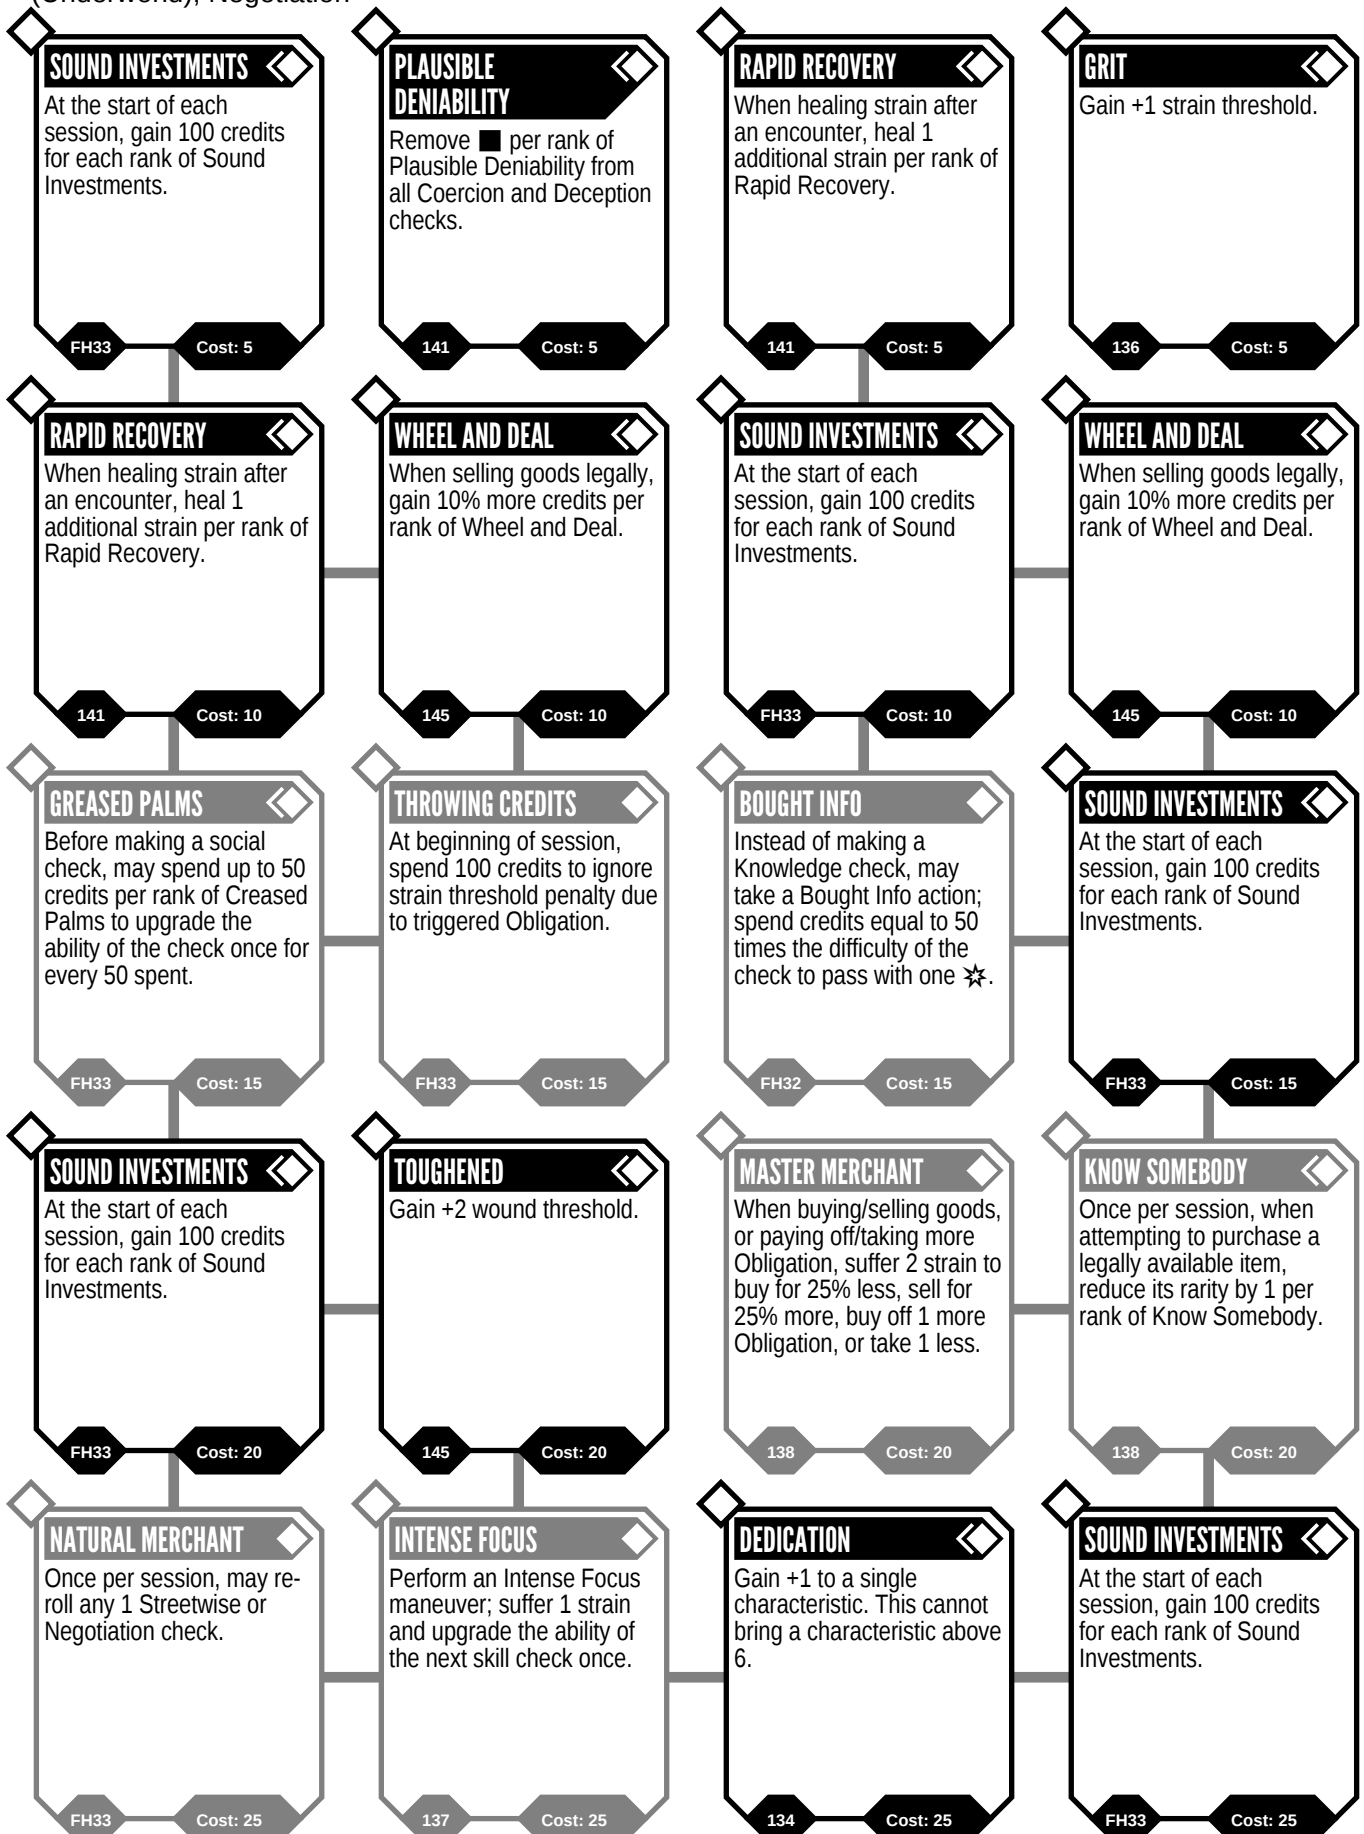 (Underworld), Negotiation
SOUND INVESTMENTS
At the start of each
session, gain 100 credits
for each rank of Sound
Investments.
FH33
Cost: 5
PLAUSIBLE
DENIABILITY
Remove ■ per rank of
Plausible Deniability from
all Coercion and Deception
checks.
141
Cost: 5
RAPID RECOVERY
When healing strain after
an encounter, heal 1
additional strain per rank of
Rapid Recovery.
141
Cost: 5
GRIT
Gain +1 strain threshold.
136
Cost: 5
RAPID RECOVERY
When healing strain after
an encounter, heal 1
additional strain per rank of
Rapid Recovery.
141
Cost: 10
WHEEL AND DEAL
When selling goods legally,
gain 10% more credits per
rank of Wheel and Deal.
145
Cost: 10
SOUND INVESTMENTS
At the start of each
session, gain 100 credits
for each rank of Sound
Investments.
FH33
Cost: 10
WHEEL AND DEAL
When selling goods legally,
gain 10% more credits per
rank of Wheel and Deal.
145
Cost: 10
GREASED PALMS
Before making a social
check, may spend up to 50
credits per rank of Creased
Palms to upgrade the
ability of the check once for
every 50 spent.
FH33
Cost: 15
THROWING CREDITS
At beginning of session,
spend 100 credits to ignore
strain threshold penalty due
to triggered Obligation.
FH33
Cost: 15
BOUGHT INFO
Instead of making a
Knowledge check, may
take a Bought Info action;
spend credits equal to 50
times the difficulty of the
check to pass with one .
FH32
Cost: 15
SOUND INVESTMENTS
At the start of each
session, gain 100 credits
for each rank of Sound
Investments.
FH33
Cost: 15
SOUND INVESTMENTS
At the start of each
session, gain 100 credits
for each rank of Sound
Investments.
FH33
Cost: 20
TOUGHENED
Gain +2 wound threshold.
145
Cost: 20
MASTER MERCHANT
When buying/selling goods,
or paying off/taking more
Obligation, suffer 2 strain to
buy for 25% less, sell for
25% more, buy off 1 more
Obligation, or take 1 less.
138
Cost: 20
KNOW SOMEBODY
Once per session, when
attempting to purchase a
legally available item,
reduce its rarity by 1 per
rank of Know Somebody.
138
Cost: 20
NATURAL MERCHANT
Once per session, may re-
roll any 1 Streetwise or
Negotiation check.
FH33
Cost: 25
INTENSE FOCUS
Perform an Intense Focus
maneuver; suffer 1 strain
and upgrade the ability of
the next skill check once.
137
Cost: 25
DEDICATION
Gain +1 to a single
characteristic. This cannot
bring a characteristic above
6.
134
Cost: 25
SOUND INVESTMENTS
At the start of each
session, gain 100 credits
for each rank of Sound
Investments.
FH33
Cost: 25